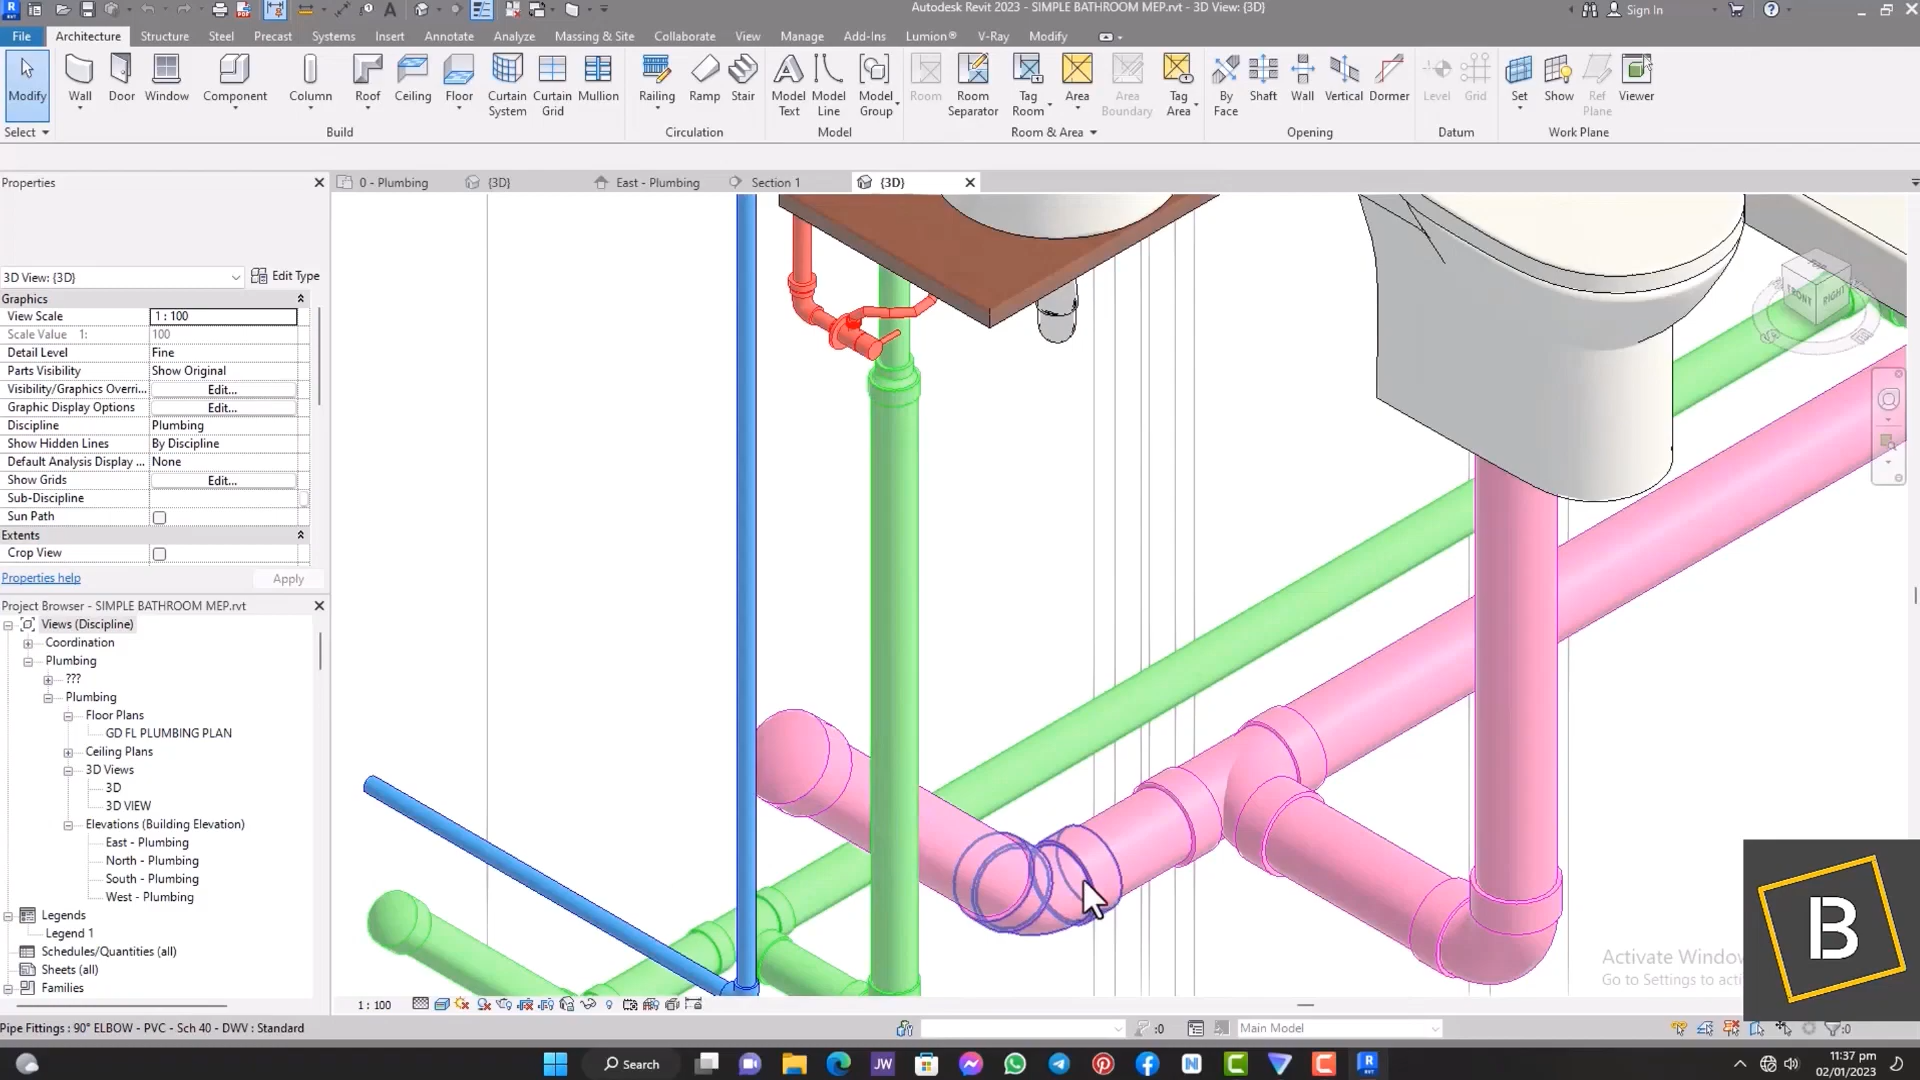 Autodesk Revit 2023 - SIMPLE BATHROOM MEP.rvt - 3D View: {3D}
Sign In
File Architecture Structure Steel Precast Systems Insert Annotate Analyze Massing & Site Collaborate View Manage Add-Ins Lumion® V-Ray Modify
Modify Wall Door Window Component Column Roof Ceiling Floor Curtain System Curtain Grid Mullion Railing Ramp Stair Model Text Model Line Model Group Room Room Separator Tag Room Area Area Boundary Tag Area By Face Shaft Wall Vertical Dormer Level Grid Set Show Ref Plane Viewer
Select Build Circulation Model Room & Area Opening Datum Work Plane
Properties
0 - Plumbing {3D} East - Plumbing Section 1 {3D}
3D View: {3D} Edit Type
Graphics
View Scale 1 : 100
Scale Value 1: 100
Detail Level Fine
Parts Visibility Show Original
Visibility/Graphics Overri... Edit...
Graphic Display Options Edit...
Discipline Plumbing
Show Hidden Lines By Discipline
Default Analysis Display ... None
Show Grids Edit...
Sub-Discipline
Sun Path
Extents
Crop View
Properties help Apply
FRONT RIGHT
Project Browser - SIMPLE BATHROOM MEP.rvt
Views (Discipline)
Coordination
Plumbing
???
Plumbing
Floor Plans
GD FL PLUMBING PLAN
Ceiling Plans
3D Views
3D
3D VIEW
Elevations (Building Elevation)
East - Plumbing
North - Plumbing
South - Plumbing
West - Plumbing
Legends
Legend 1
Schedules/Quantities (all)
Sheets (all)
Families
B
Activate Window
Go to Settings to acti
1 : 100
Pipe Fittings : 90° ELBOW - PVC - Sch 40 - DWV : Standard
:0 Main Model :0
Search
JW
11:37 pm
02/01/2023